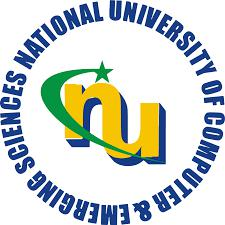 NATIONAL UNIVERSITY OF COMPUTER & EMERGING SCIENCES
nu